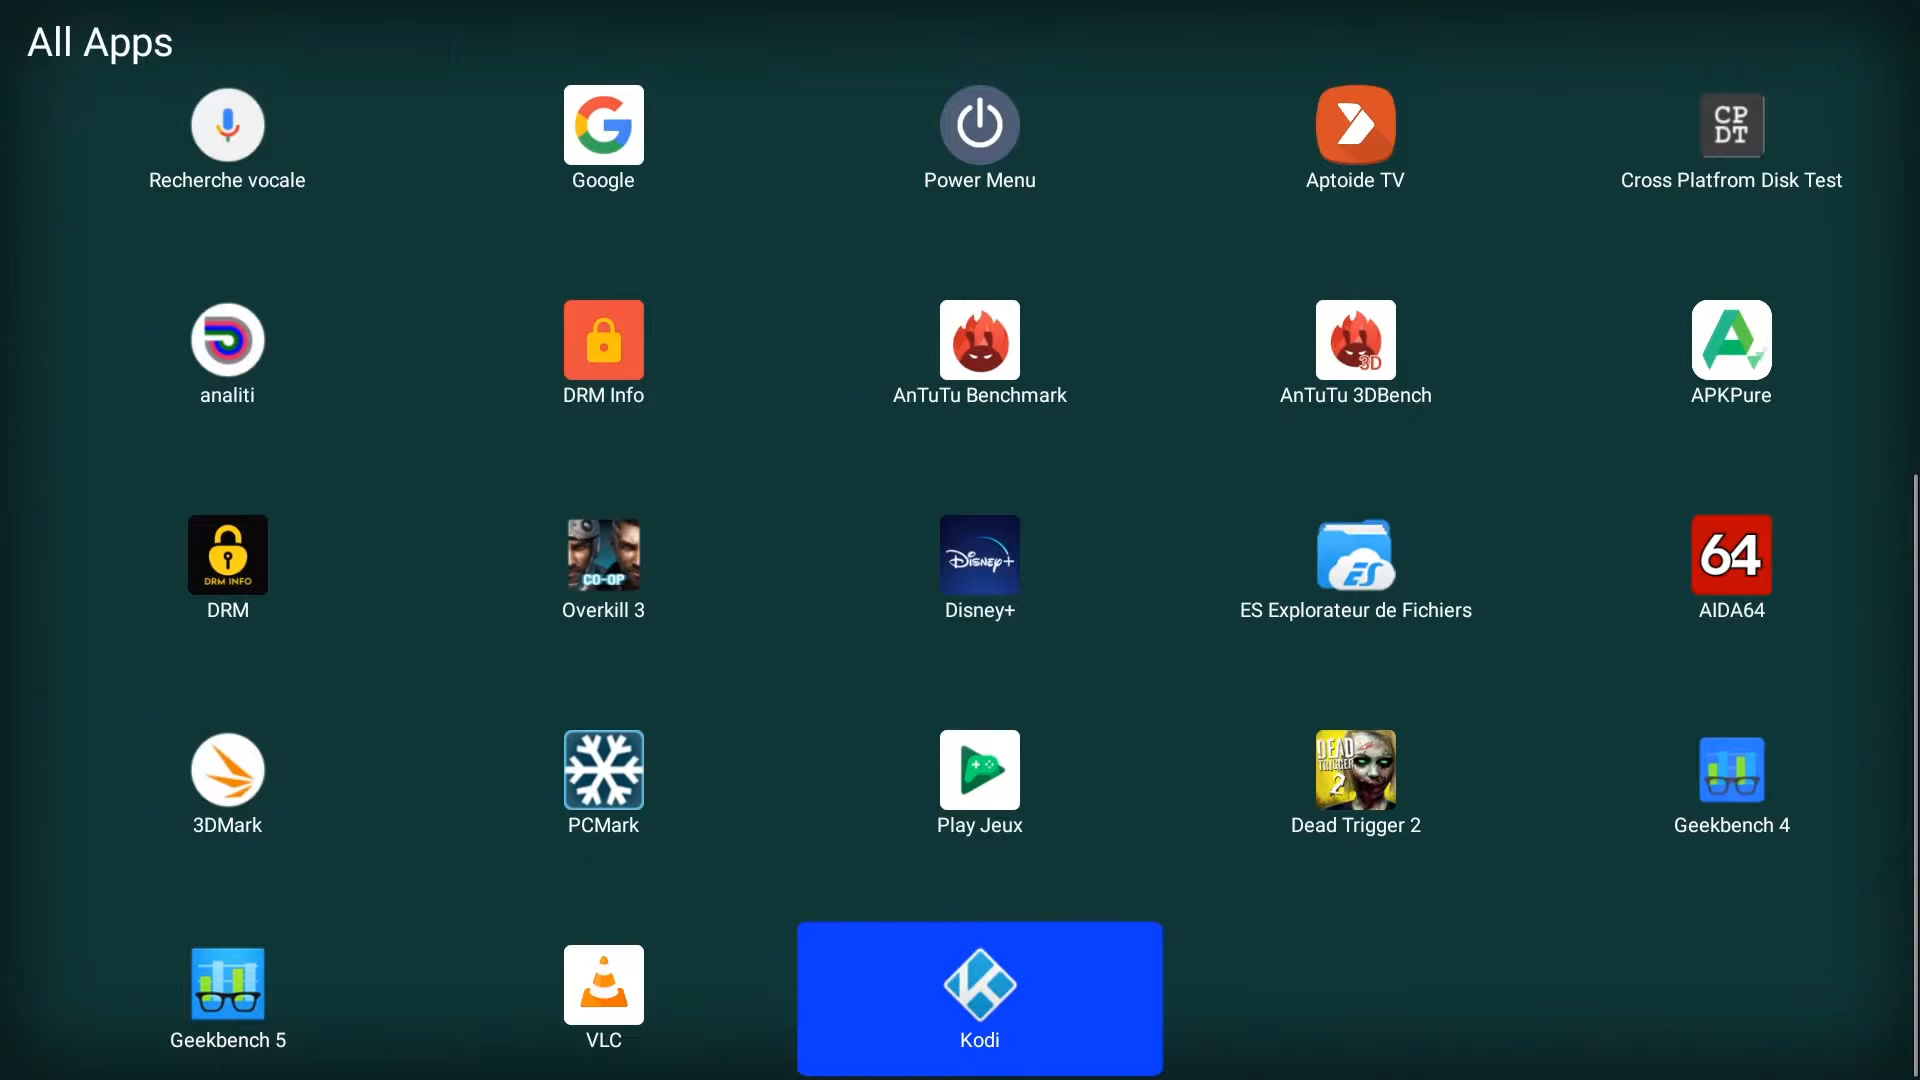 All Apps
Recherche vocale
Google
Power Menu
Aptoide TV
CP
DT
Cross Platfrom Disk Test
analiti
DRM Info
AnTuTu Benchmark
3D
AnTuTu 3DBench
APKPure
DRM INFO
DRM
CO-OP
Overkill 3
Disney+
Disney+
ES
ES Explorateur de Fichiers
64
AIDA64
3DMark
PCMark
Play Jeux
DEAD
TRIGGER
2
Dead Trigger 2
Geekbench 4
Geekbench 5
VLC
Kodi